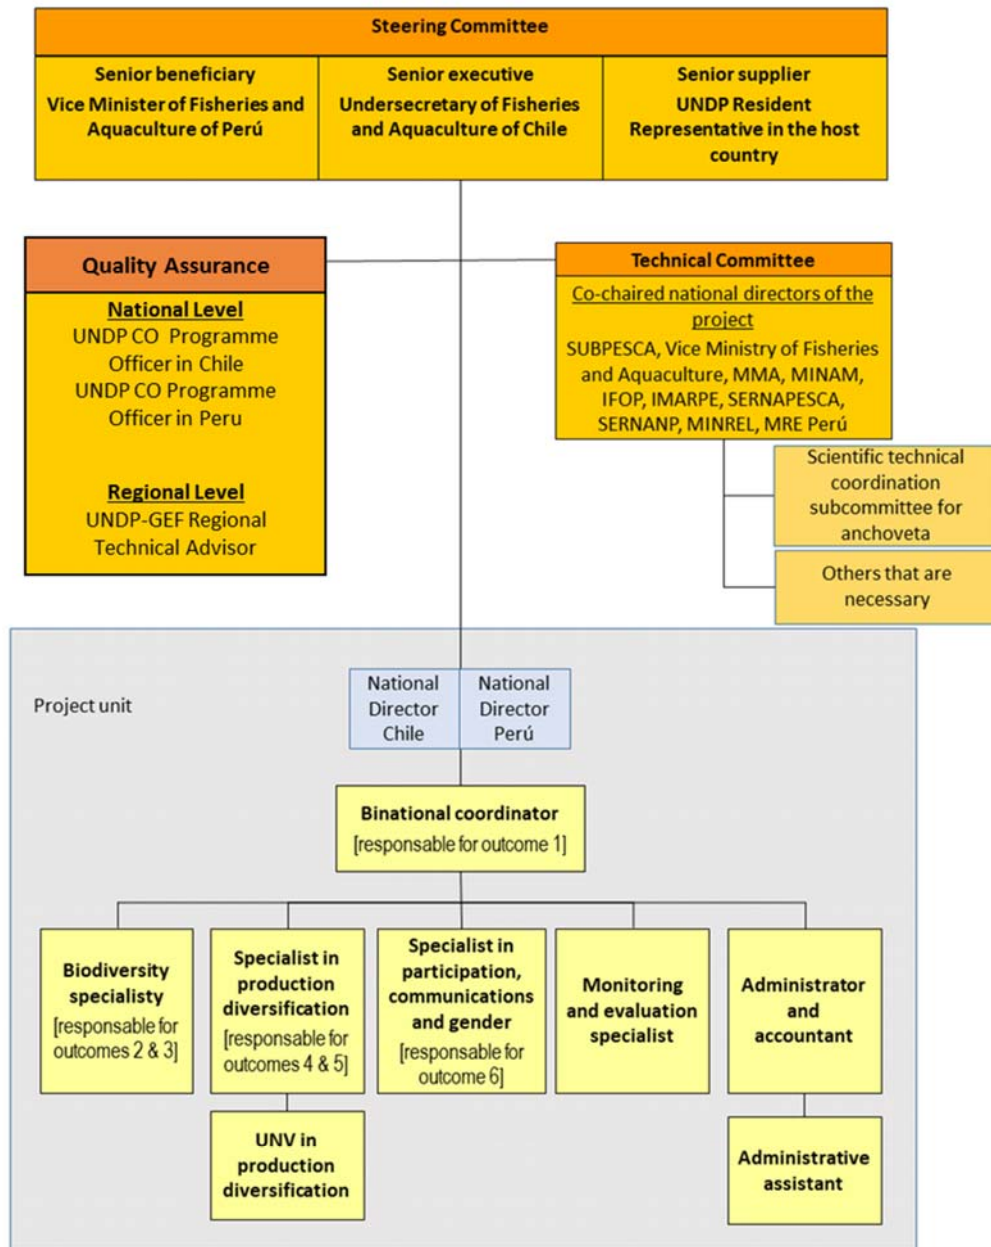 Steering Committee
Senior beneficiary
Vice Minister of Fisheries and
Aquaculture of Perú
Senior executive
Undersecretary of Fisheries
and Aquaculture of Chile
Senior supplier
UNDP Resident
Representative in the host
country
Quality Assurance
National Level
UNDP CO Programme
Officer in Chile
UNDP CO Programme
Officer in Peru
Regional Level
UNDP-GEF Regional
Technical Advisor
Technical Committee
Co-chaired national directors of the
project
SUBPESCA, Vice Ministry of Fisheries
and Aquaculture, MMA, MINAM,
IFOP, IMARPE, SERNAPESCA,
SERNANP, MINREL, MRE Perú
Scientific technical
coordination
subcommittee for
anchoveta
Others that are
necessary
Project unit
National
Director
Chile
National
Director
Perú
Binational coordinator
[responsable for outcome 1]
Biodiversity
specialisty
[responsable for
outcomes 2 & 3]
Specialist in
production
diversification
[responsable for
outcomes 4 & 5]
Specialist in
participation,
communications
and gender
[responsable for
outcome 6]
Monitoring
and evaluation
specialist
Administrator
and
accountant
UNV in
production
diversification
Administrative
assistant